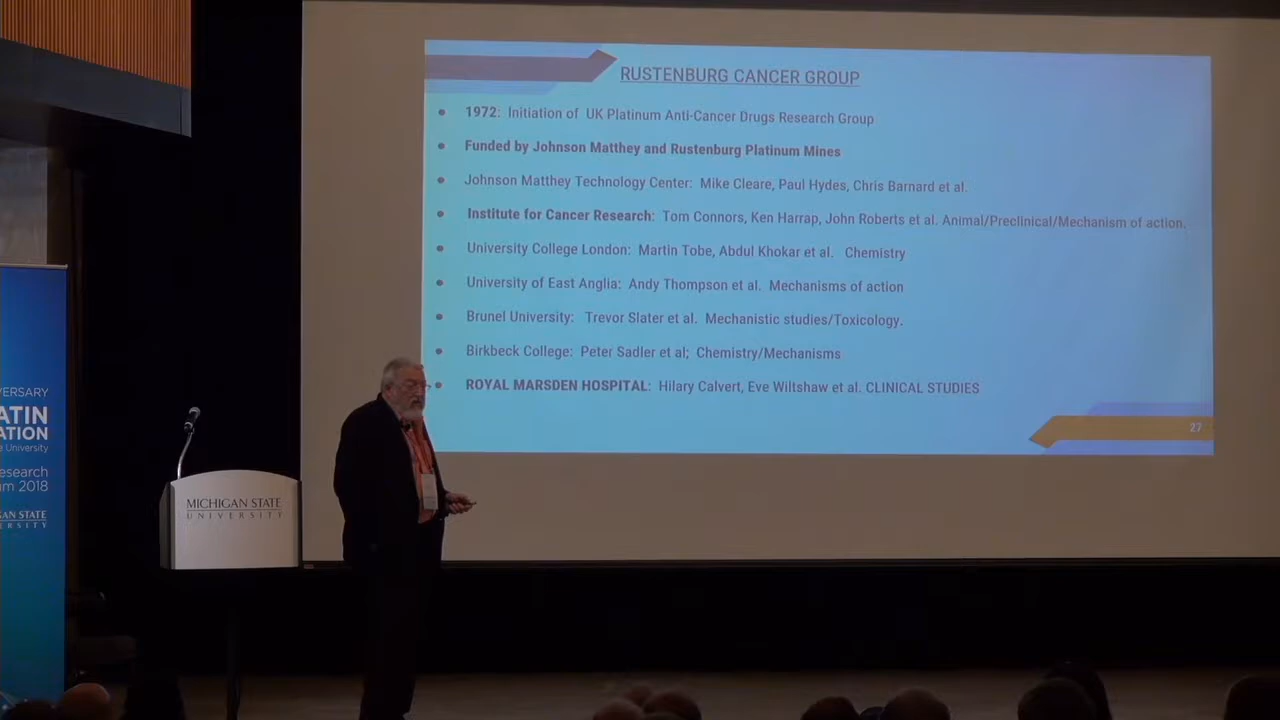 RUSTENBURG CANCER GROUP
1972: Initiation of UK Platinum Anti-Cancer Drugs Research Group
Funded by Johnson Matthey and Rustenburg Platinum Mines
Johnson Matthey Technology Center: Mike Cleare, Paul Hydes, Chris Barnard et al.
Institute for Cancer Research: Tom Connors, Ken Harrap, John Roberts et al. Animal/Preclinical/Mechanism of action.
University College London: Martin Tobe, Abdul Khokar et al. Chemistry
University of East Anglia: Andy Thompson et al. Mechanisms of action
Brunel University: Trevor Slater et al. Mechanistic studies/Toxicology.
Birkbeck College: Peter Sadler et al; Chemistry/Mechanisms
ROYAL MARSDEN HOSPITAL: Hilary Calvert, Eve Wiltshaw et al. CLINICAL STUDIES
27
VERSARY
ATIN
ATION
e University
esearch
m 2018
GAN STATE
ERSITY
MICHIGAN STATE
UNIVERSITY